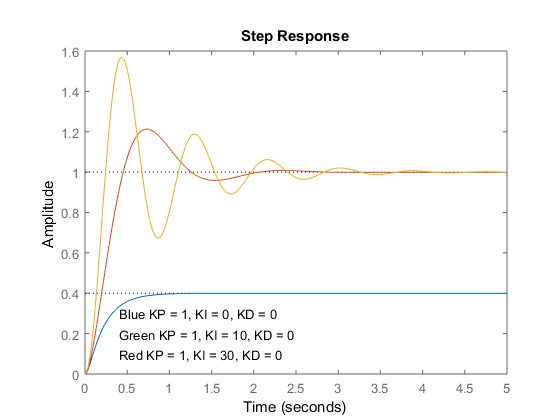 Step Response
1.6
1.4
1.2
1
0.8
0.6
0.4
0.2
0
Amplitude
Blue KP = 1, KI = 0, KD = 0
Green KP = 1, KI = 10, KD = 0
Red KP = 1, KI = 30, KD = 0
0 0.5 1 1.5 2 2.5 3 3.5 4 4.5 5
Time (seconds)